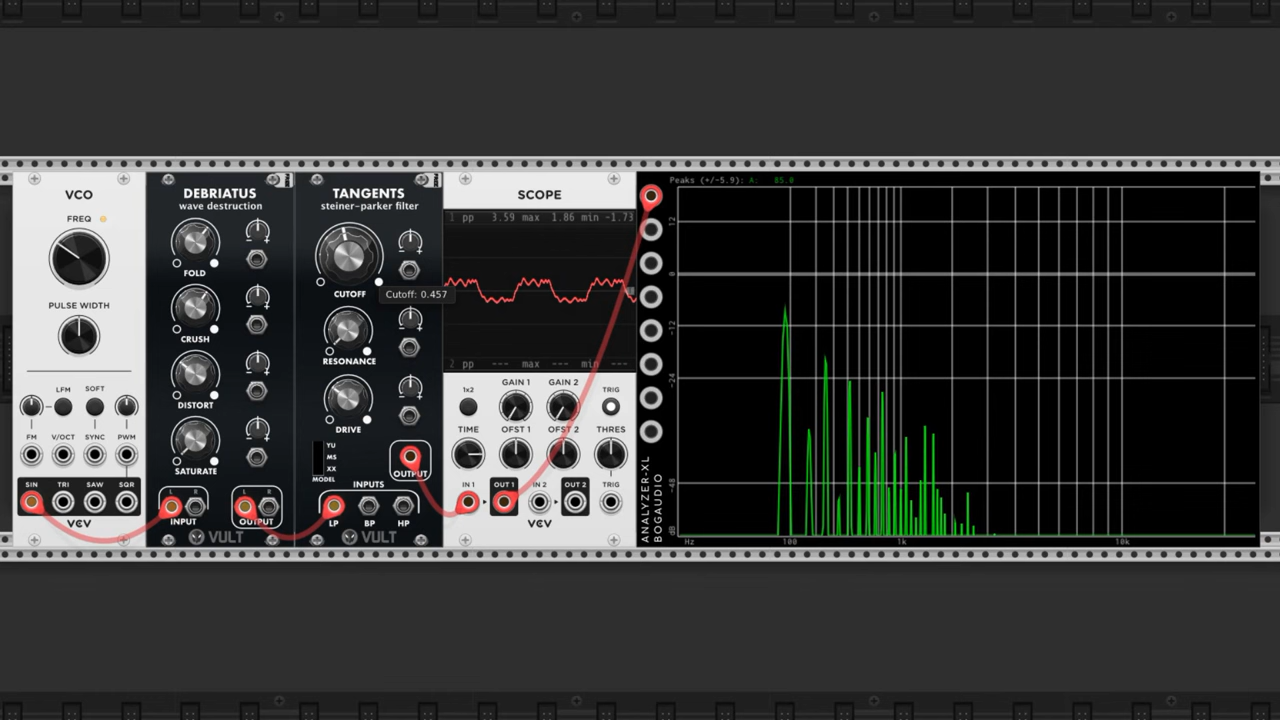 VCO
FREQ
PULSE WIDTH
LFM
SOFT
FM
V/OCT
SYNC
PWM
SIN
TRI
SAW
SQR
VCV
DEBRIATUS
wave destruction
FOLD
CRUSH
DISTORT
SATURATE
L
R
INPUT
L
R
OUTPUT
VULT
TANGENTS
steiner-parker filter
CUTOFF
Cutoff: 0.457
RESONANCE
DRIVE
YU
MS
XX
MODEL
OUTPUT
INPUTS
LP
BP
HP
VULT
SCOPE
1 pp 3.59 max 1.86 min -1.73
2 pp --- max --- min ---
1x2
GAIN 1
GAIN 2
TRIG
TIME
OFST 1
OFST 2
THRES
IN 1
OUT 1
IN 2
OUT 2
TRIG
VCV
ANALYZER-XL
BOGAUDIO
Peaks (+/-5.9): A: 85.0
12
0
-12
-24
-48
dB
Hz
100
1k
10k